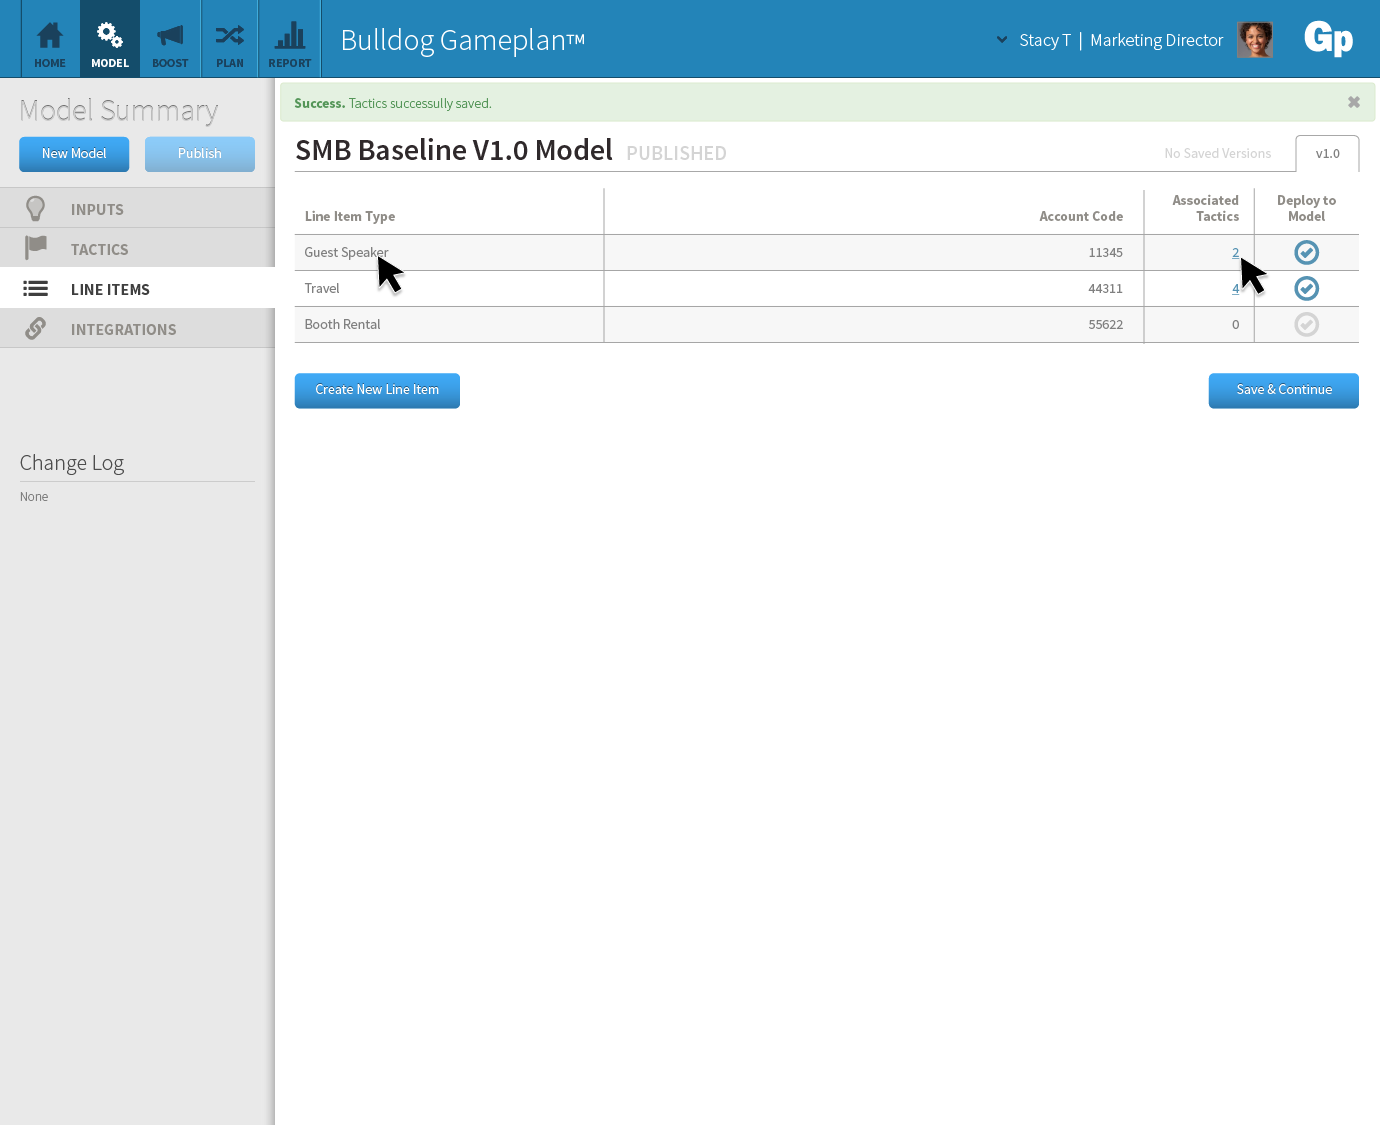 HOME MODEL BOOST PLAN REPORT
Bulldog Gameplan™
Stacy T | Marketing Director
Gp
Model Summary
New Model Publish
INPUTS
TACTICS
LINE ITEMS
INTEGRATIONS
Change Log
None
Success. Tactics successully saved.
SMB Baseline V1.0 Model PUBLISHED
No Saved Versions v1.0
Line Item Type Account Code Associated Tactics Deploy to Model
Guest Speaker 11345 2
Travel 44311 4
Booth Rental 55622 0
Create New Line Item Save & Continue